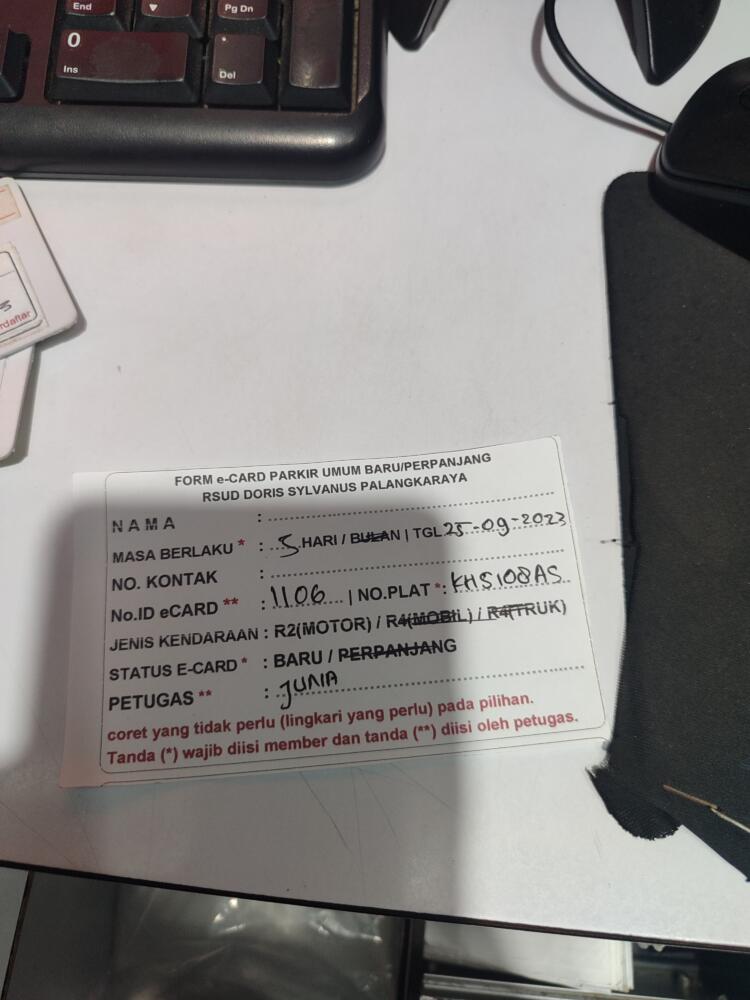 End
Pg Dn
0
Ins
.
Del
rdaftar
FORM e-CARD PARKIR UMUM BARU/PERPANJANG
RSUD DORIS SYLVANUS PALANGKARAYA
NAMA :
MASA BERLAKU * : 5 HARI / BULAN | TGL 25-09-2023
NO. KONTAK :
No.ID eCARD ** : 1106 | NO.PLAT *: KH5108AS
JENIS KENDARAAN : R2(MOTOR) / R4(MOBIL) / R4(TRUK)
STATUS E-CARD * : BARU / PERPANJANG
PETUGAS ** : JUNIA
coret yang tidak perlu (lingkari yang perlu) pada pilihan.
Tanda (*) wajib diisi member dan tanda (**) diisi oleh petugas.